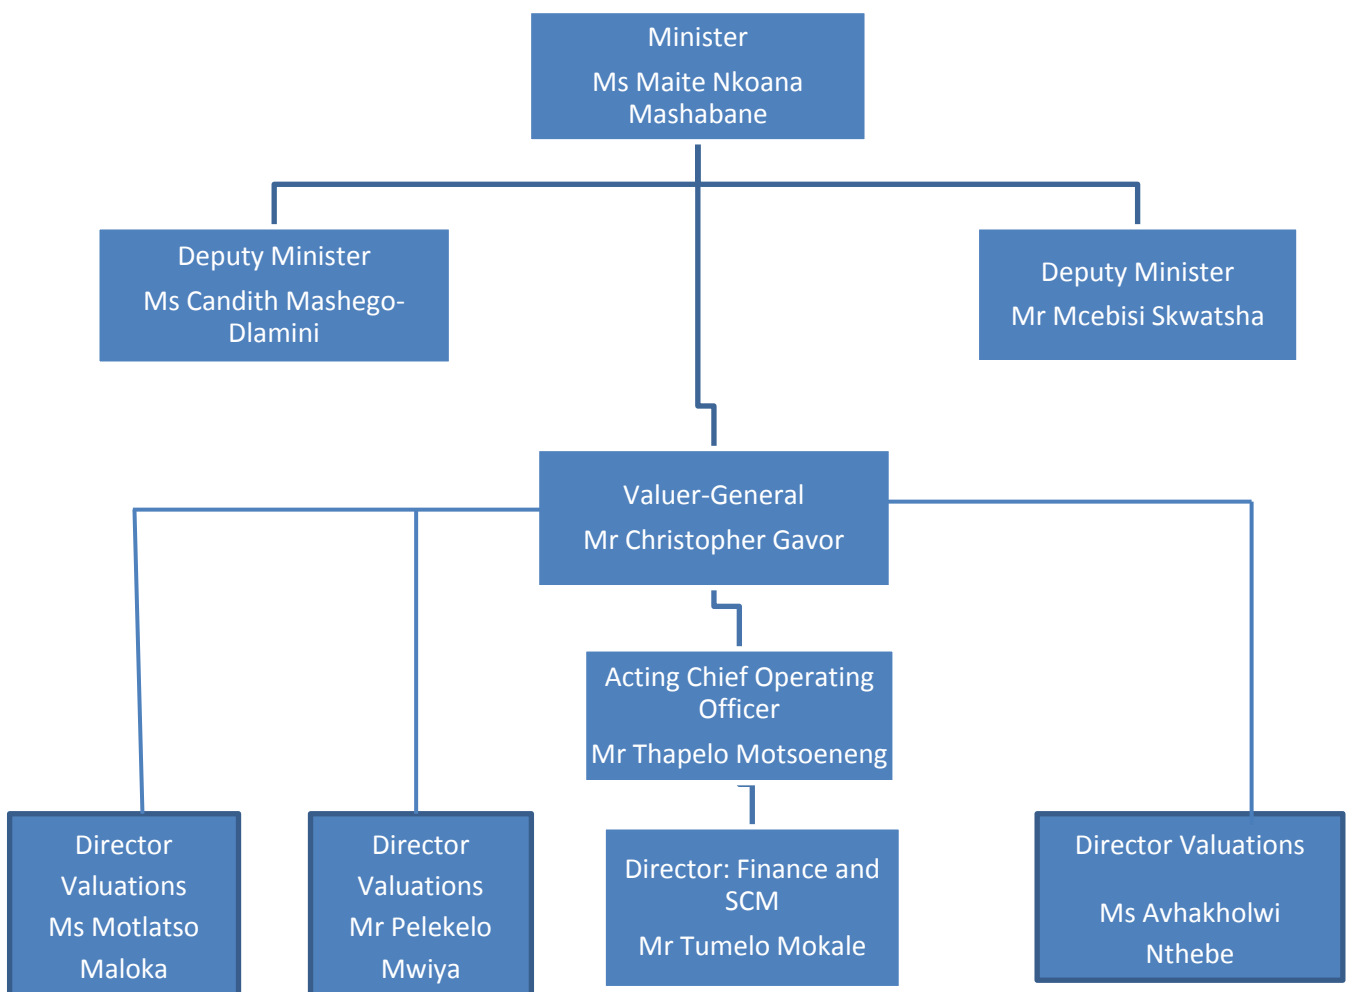 Minister
Ms Maite Nkoana
Mashabane
Deputy Minister
Ms Candith Mashego-
Dlamini
Deputy Minister
Mr Mcebisi Skwatsha
Valuer-General
Mr Christopher Gavor
Acting Chief Operating
Officer
Mr Thapelo Motsoeneng
Director
Valuations
Ms Motlatso
Maloka
Director
Valuations
Mr Pelekelo
Mwiya
Director: Finance and
SCM
Mr Tumelo Mokale
Director Valuations
Ms Avhakholwi
Nthebe